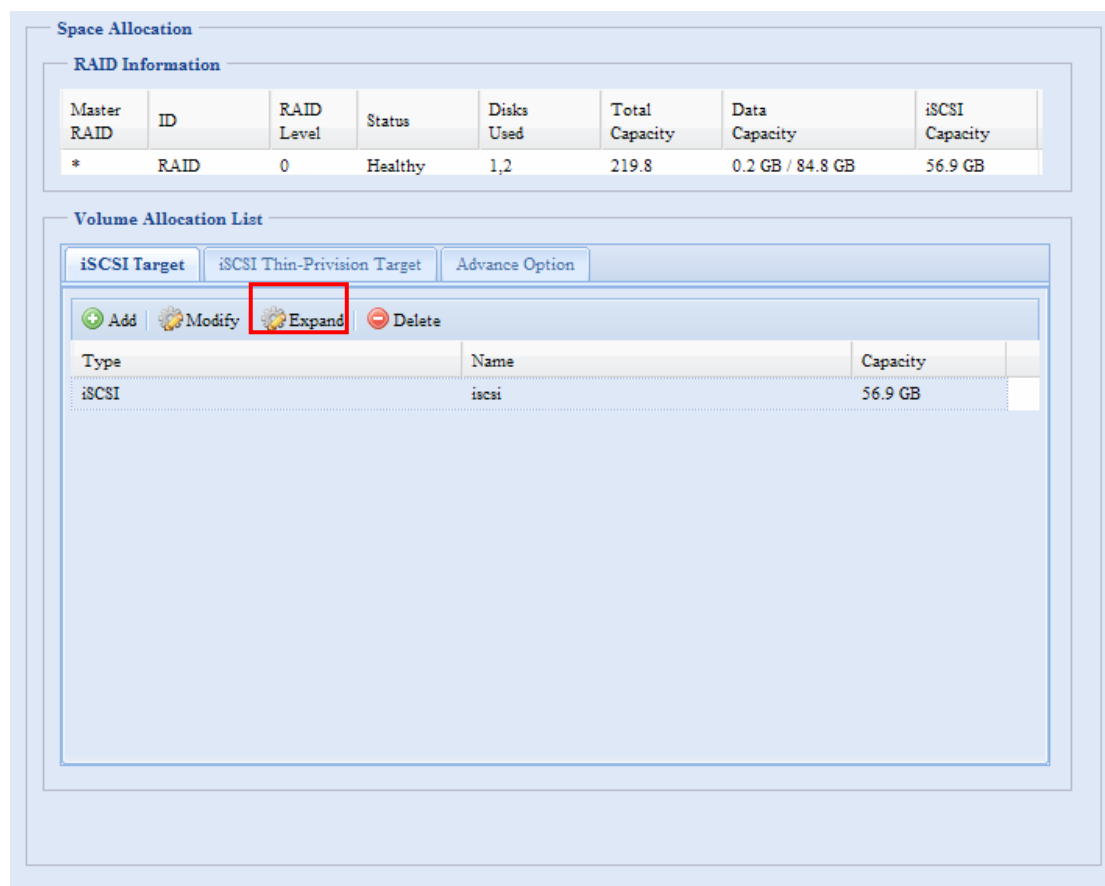 Space Allocation
RAID Information
Master RAID ID RAID Level Status Disks Used Total Capacity Data Capacity iSCSI Capacity
* RAID 0 Healthy 1,2 219.8 0.2 GB / 84.8 GB 56.9 GB
Volume Allocation List
iSCSI Target iSCSI Thin-Privision Target Advance Option
Add Modify Expand Delete
Type Name Capacity
iSCSI iscsi 56.9 GB